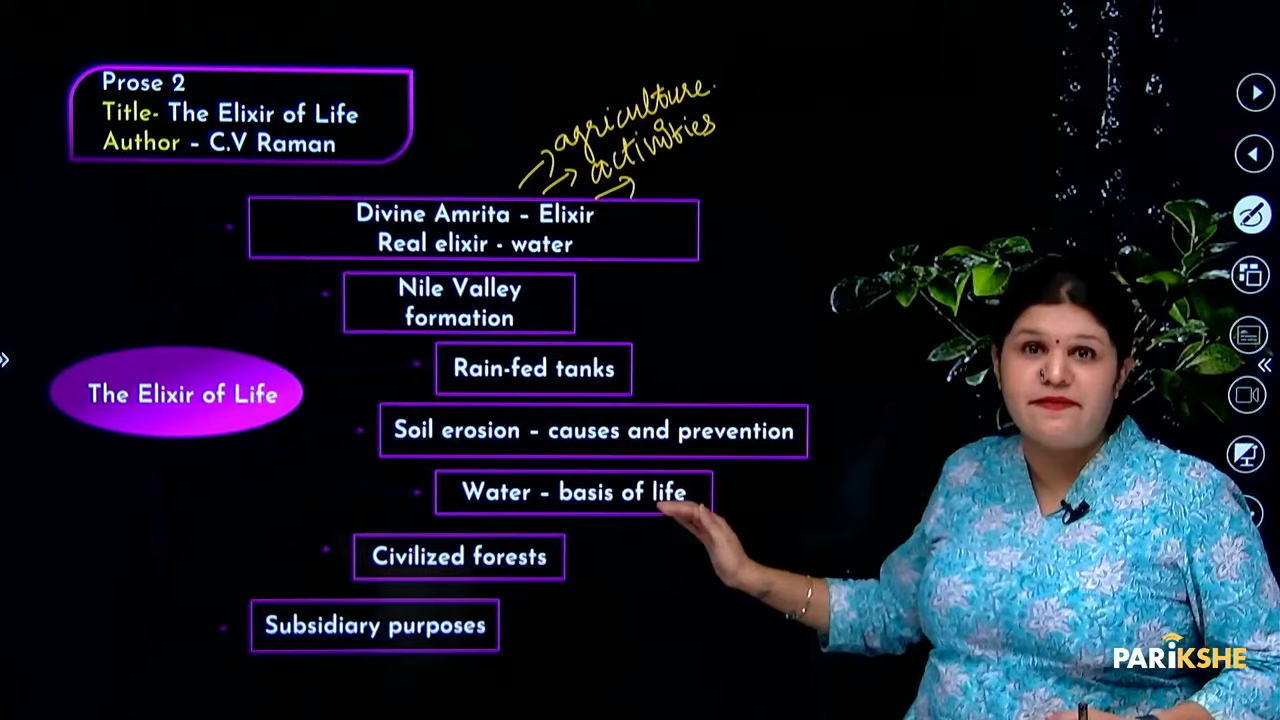 Prose 2
Title- The Elixir of Life
Author - C.V Raman
agriculture.
activities
Divine Amrita - Elixir
Real elixir - water
Nile Valley
formation
Rain-fed tanks
The Elixir of Life
Soil erosion - causes and prevention
Water - basis of life
Civilized forests
Subsidiary purposes
PARIKSHE